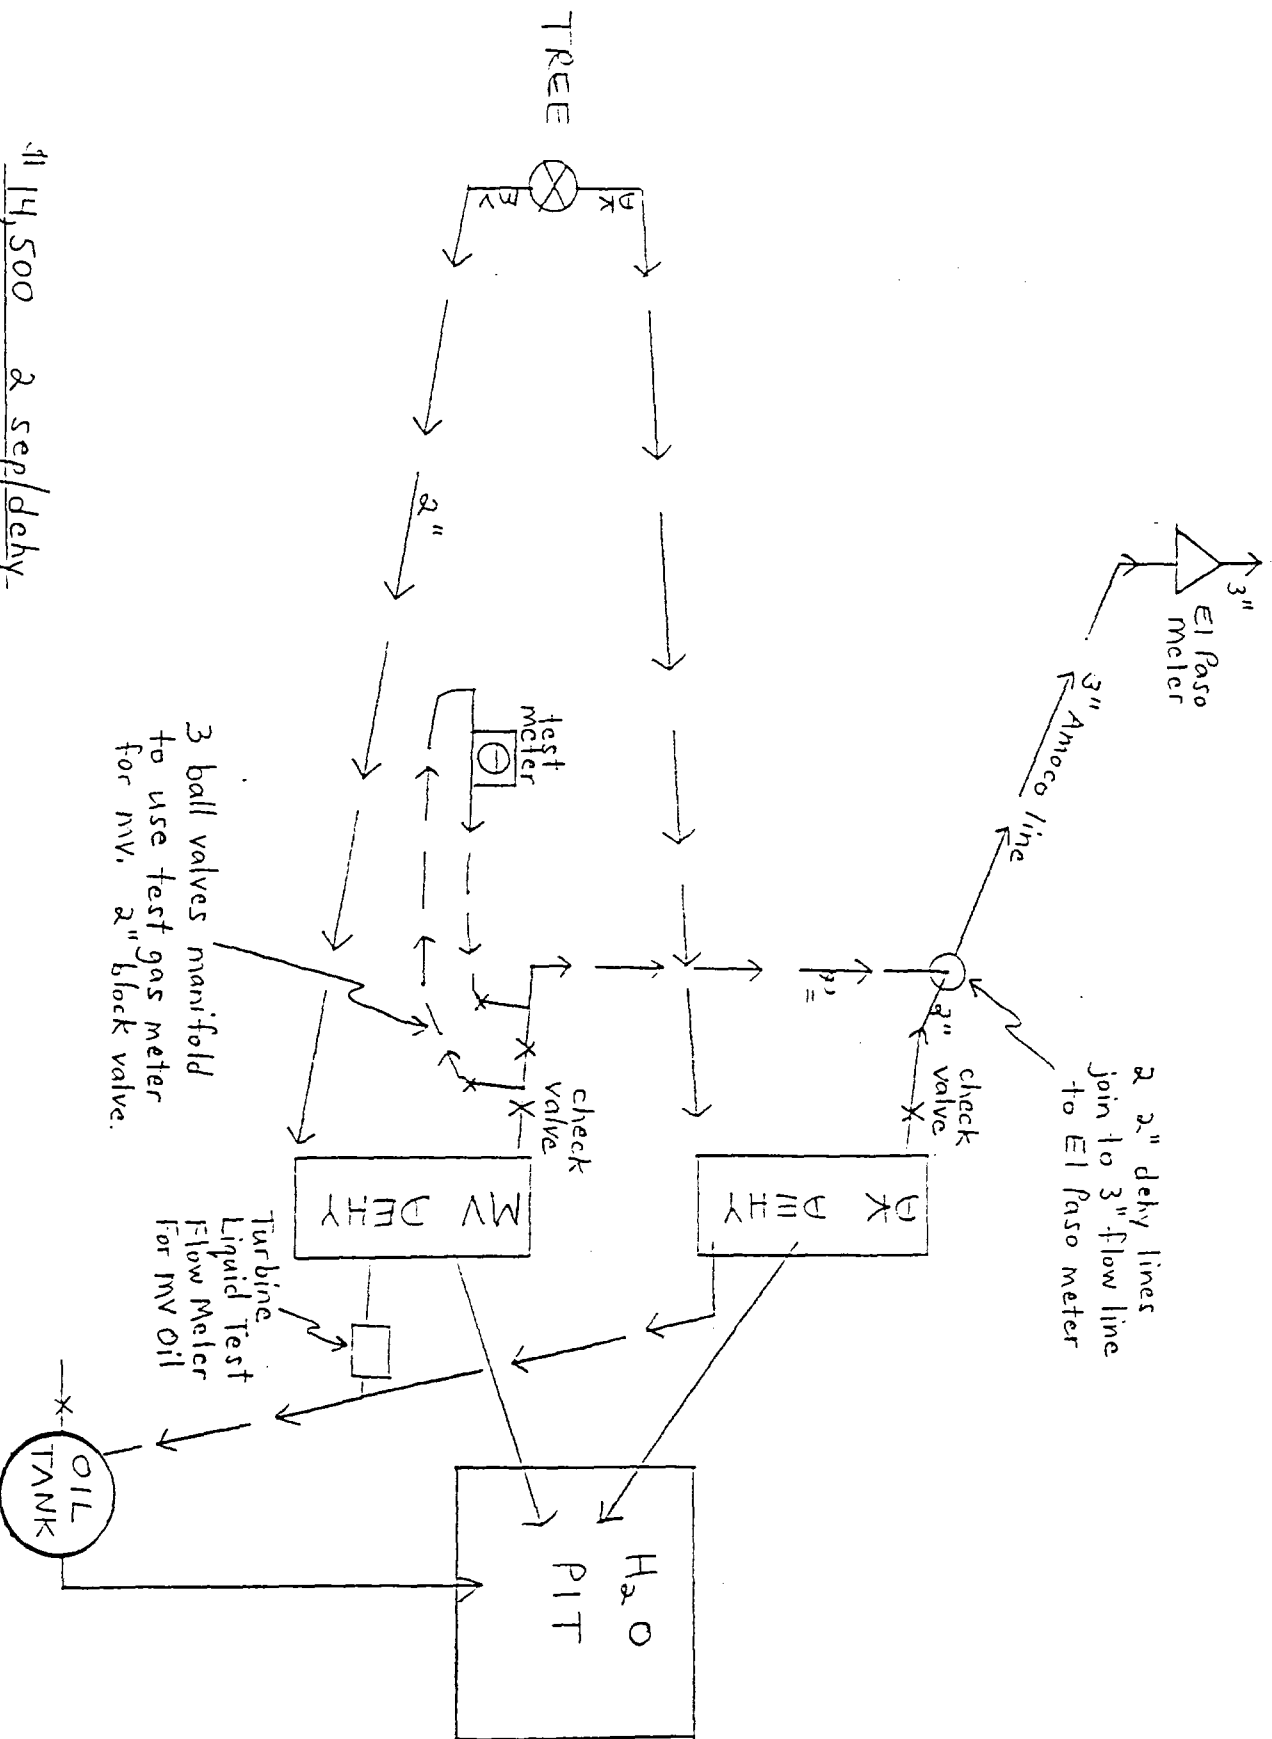 TREE
DK
MV
2"
3"
El Paso
meter
3" Amoco line
2 2" dehy lines
join to 3" flow line
to El Paso meter
2"
2"
check
valve
test
meter
check
valve
3 ball valves manifold
to use test gas meter
for mv. 2" block valve.
DK DEHY
MV DEHY
Turbine
Liquid Test
Flow Meter
For MV Oil
H₂O
PIT
OIL
TANK
14,500 2 sep/dehy